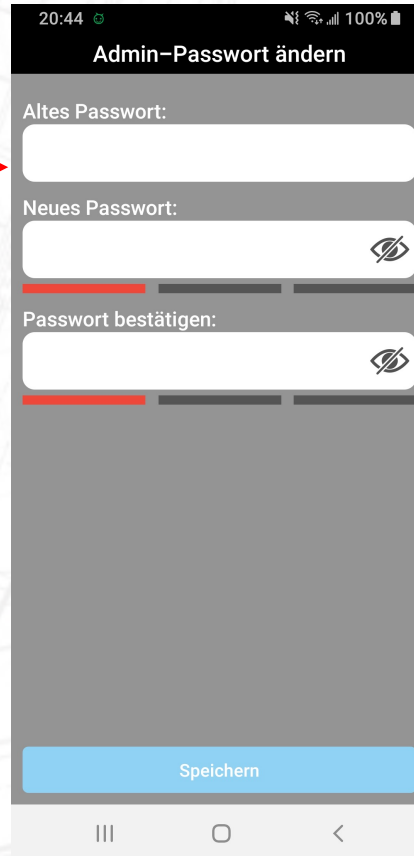 20:44 100%
Admin-Passwort ändern
Altes Passwort:
Neues Passwort:
Passwort bestätigen:
Speichern